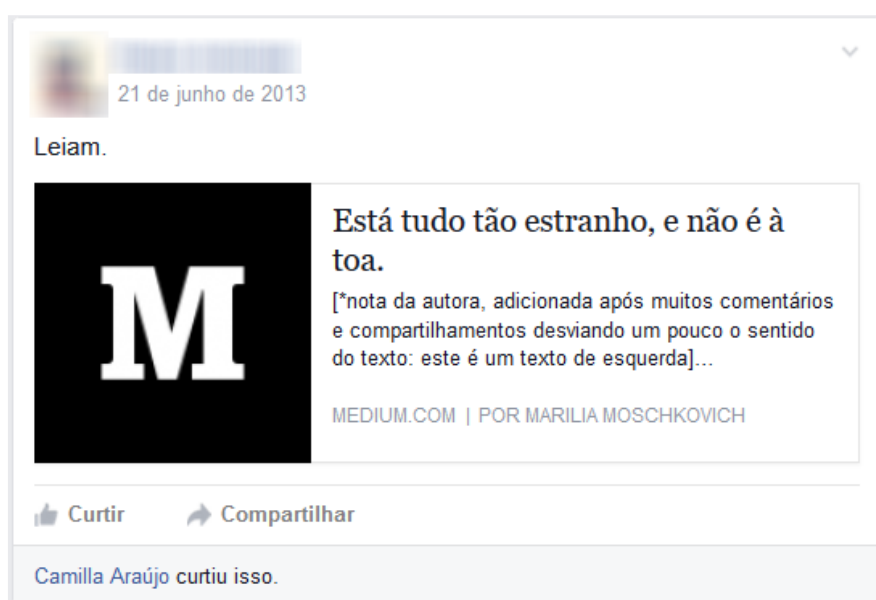 21 de junho de 2013
Leiam.
M
Está tudo tão estranho, e não é à
toa.
[*nota da autora, adicionada após muitos comentários
e compartilhamentos desviando um pouco o sentido
do texto: este é um texto de esquerda]...
MEDIUM.COM | POR MARILIA MOSCHKOVICH
Curtir Compartilhar
Camilla Araújo curtiu isso.